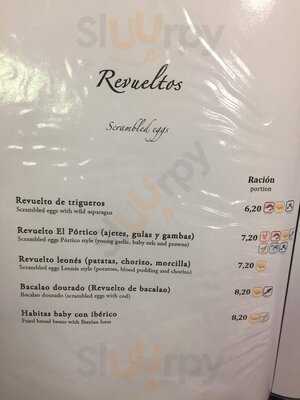 Sluurpy
Revueltos
Scrambled eggs
Ración
portion
Revuelto de trigueros 6,20
Scrambled eggs with wild asparagus
Revuelto El Pórtico (ajetes, gulas y gambas) 7,20
Scrambled eggs Pórtico style (young garlic, baby eels and prawns)
Revuelto leonés (patatas, chorizo, morcilla) 7,20
Scrambled eggs Leonés style (potatoes, blood pudding and chorizo)
Bacalao dourado (Revuelto de bacalao) 8,20
Bacalao dourado (scrambled eggs with cod)
Habitas baby con ibérico 8,20
Fried broad beans with Iberian ham
Sluurpy
Sluurpy